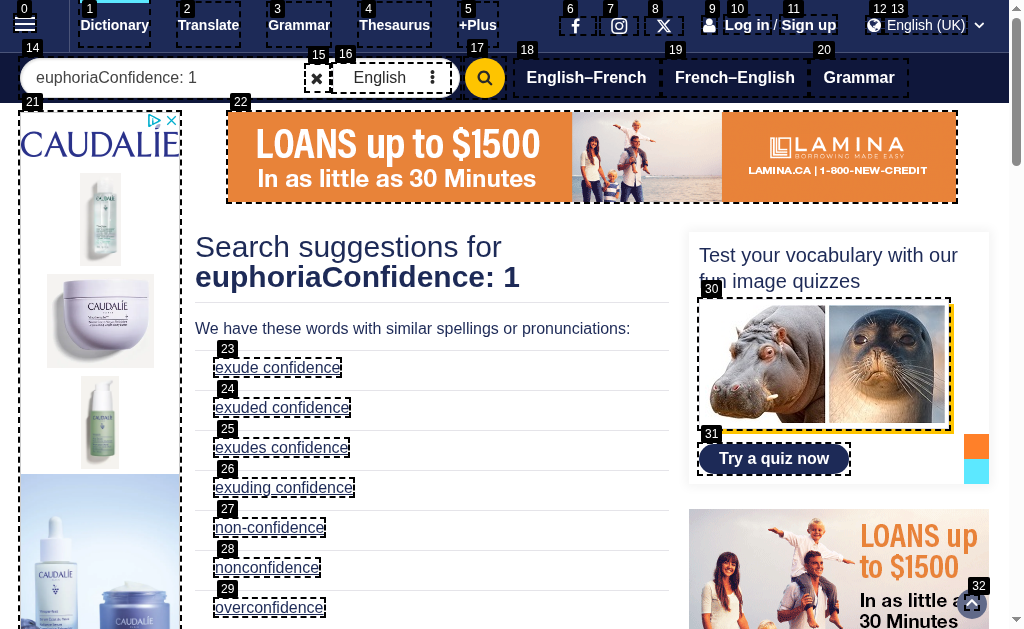 0 1 2 3 4 5 6 7 8 9 10 11 12 13
Dictionary Translate Grammar Thesaurus +Plus Log in / Sign up English (UK)
14 15 16 17 18 19 20
euphoriaConfidence: 1 English English–French French–English Grammar
21 22
CAUDALÍE
LOANS up to $1500
In as little as 30 Minutes
LAMINA
BORROWING MADE EASY
LAMINA.CA | 1-800-NEW-CREDIT
Search suggestions for
euphoriaConfidence: 1
We have these words with similar spellings or pronunciations:
23
exude confidence
24
exuded confidence
25
exudes confidence
26
exuding confidence
27
non-confidence
28
nonconfidence
29
overconfidence
Test your vocabulary with our
fun image quizzes
30
31
Try a quiz now
LOANS up
to $1500
32
In as little a
30 Minutes
CAUDALÍE
CAUDALÍE
CAUDALÍE